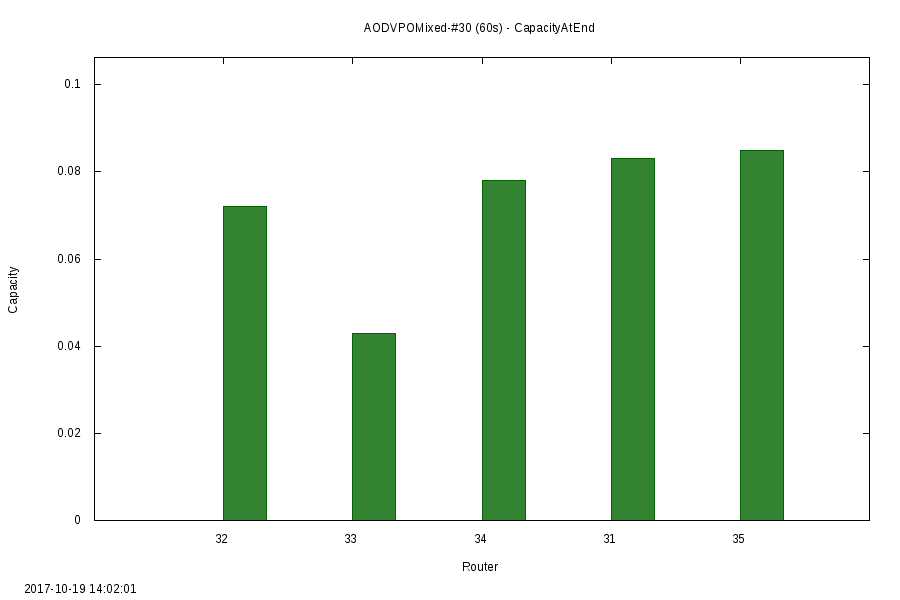 AODVPOMixed-#30 (60s) - CapacityAtEnd
0.1
0.08
0.06
0.04
0.02
0
Capacity
32 33 34 31 35
Router
2017-10-19 14:02:01